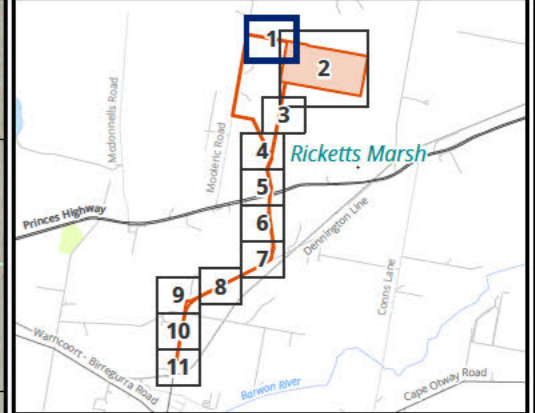 1
2
3
Mcdonnells Road
Mooleric Road
4
Ricketts Marsh
5
Princes Highway
6
Dennington Line
7
Conns Lane
8
9
10
11
Warncoort - Birregurra Road
Barwon River
Cape Otway Road